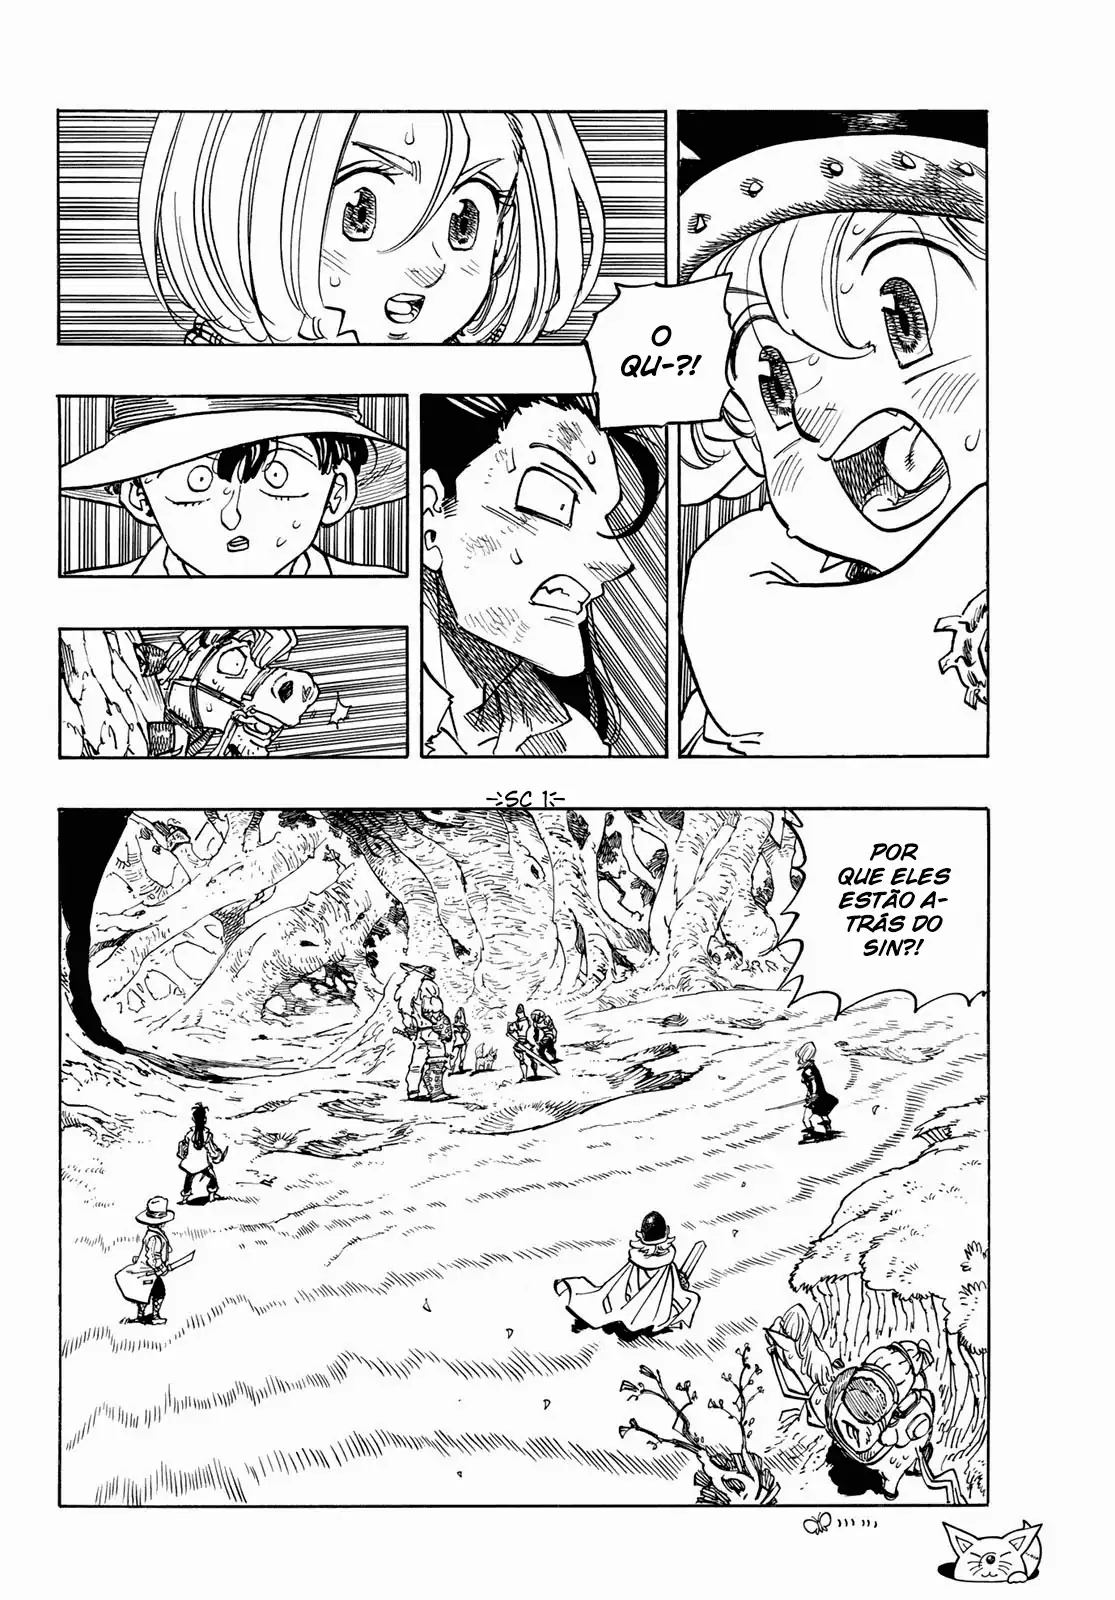 O
QU-?!
SC 1
POR
QUE ELES
ESTÃO A-
TRÁS DO
SIN?!